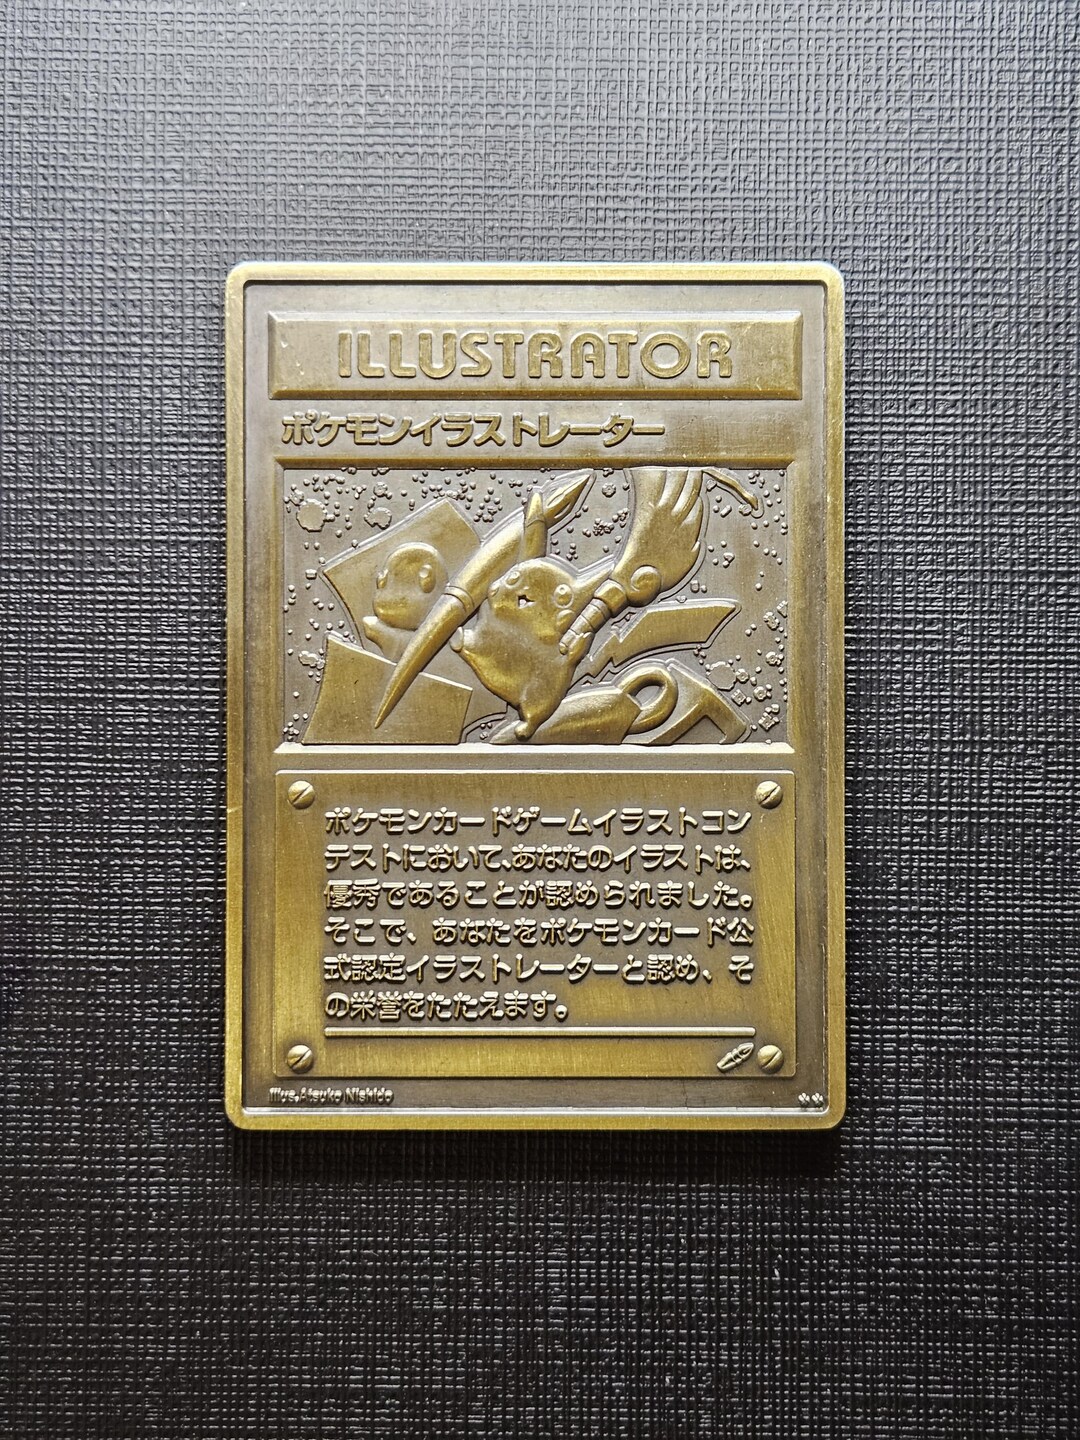 ILLUSTRATOR
ポケモンイラストレーター
ポケモンカードゲームイラストコン
テストにおいて、あなたのイラストは、
優秀であることが認められました。
そこで、あなたをポケモンカード公
式認定イラストレーターと認め、そ
の栄誉をたたえます。
Illus.Atsuko Nishida